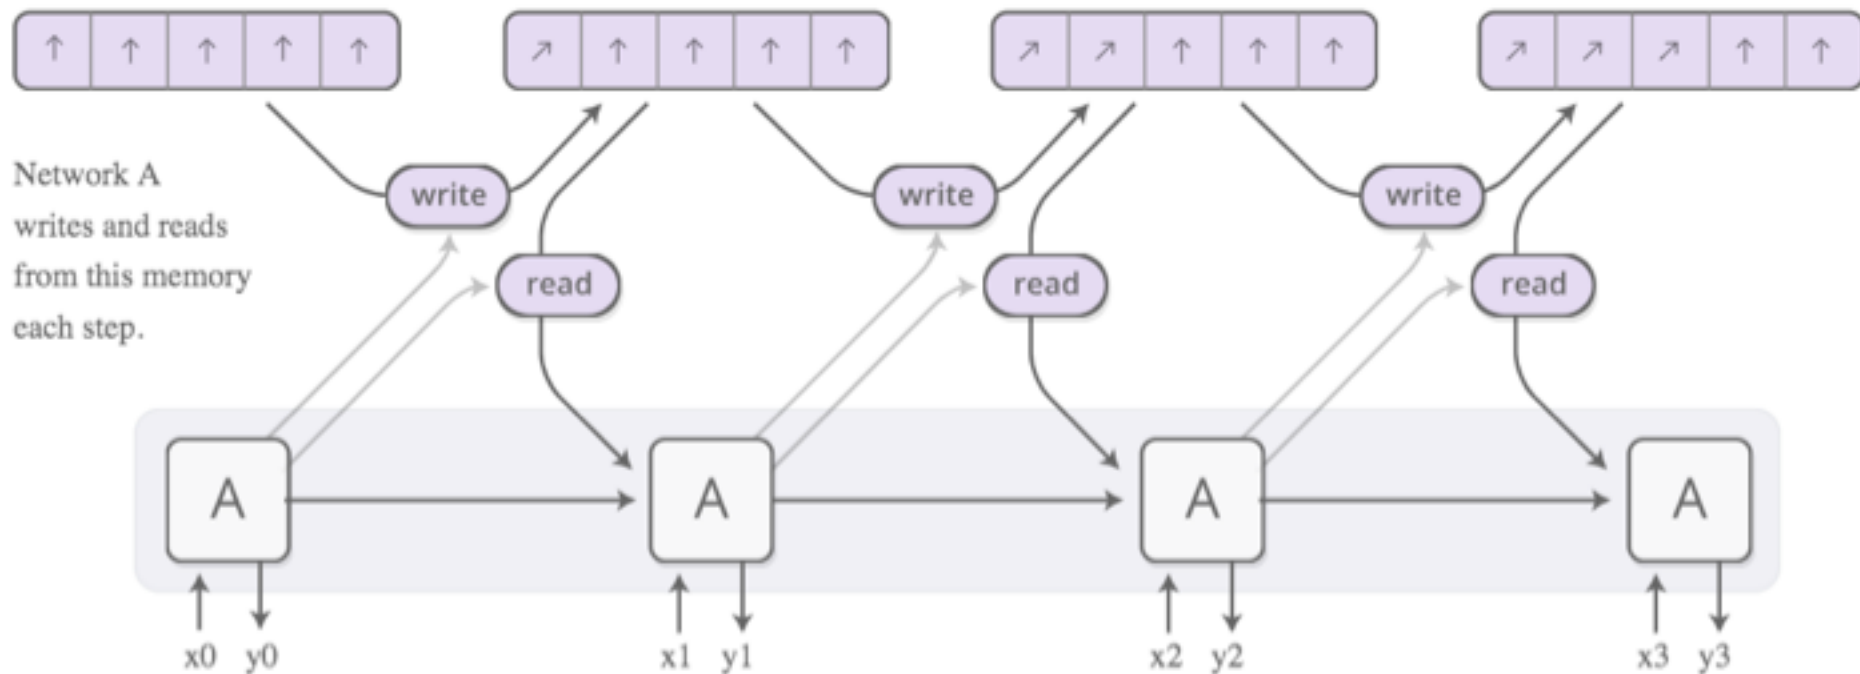 Network A
writes and reads
from this memory
each step.
write
write
write
read
read
read
A
A
A
A
x0 y0
x1 y1
x2 y2
x3 y3